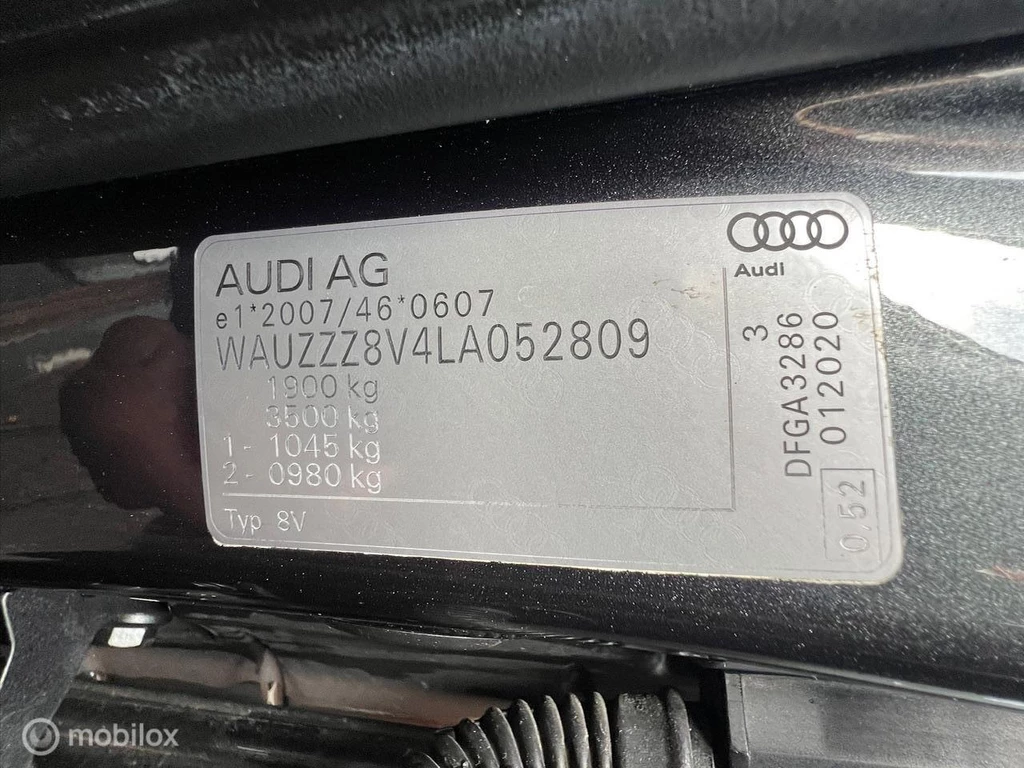 AUDI AG
e1*2007/46*0607
WAUZZZ8V4LA052809
1900 kg
3500 kg
1 - 1045 kg
2 - 0980 kg
Typ 8V
Audi
3
DFGA3286
012020
0.52
mobilox